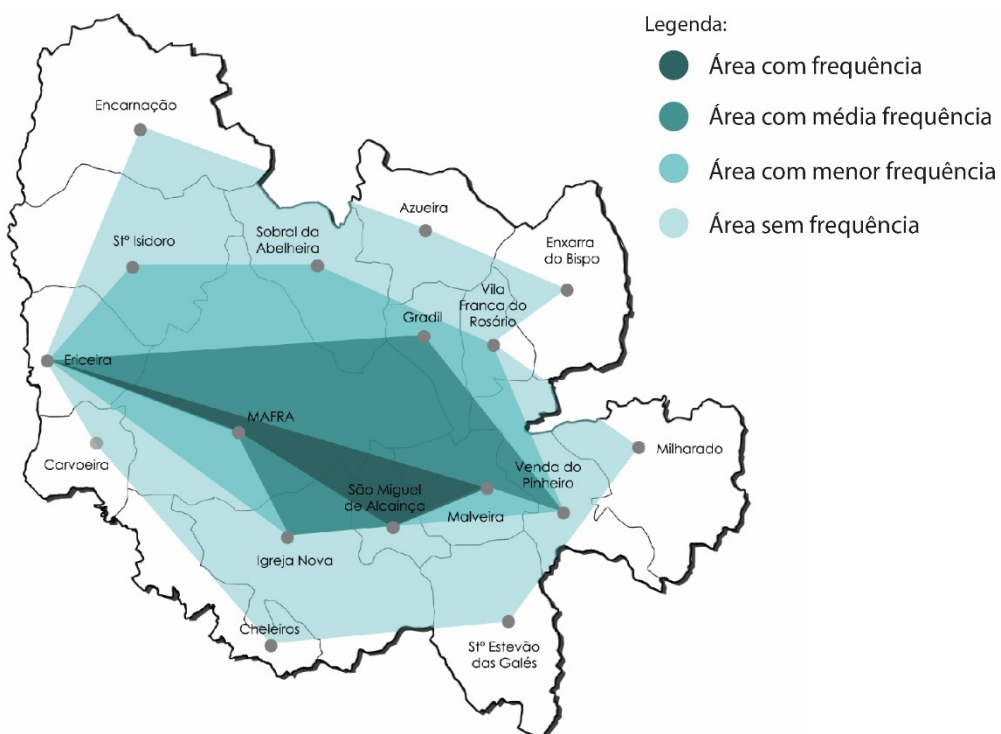 Legenda:
Área com frequência
Área com média frequência
Área com menor frequência
Área sem frequência
Encarnação
Azueira
Stº Isidoro
Sobral da
Abelheira
Enxarra
do Bispo
Vila
Franca do
Rosário
Gradil
Ericeira
MAFRA
Carvoeira
Milharado
Venda do
Pinheiro
São Miguel
de Alcainça
Malveira
Igreja Nova
Cheleiros
Stº Estevão
das Galés